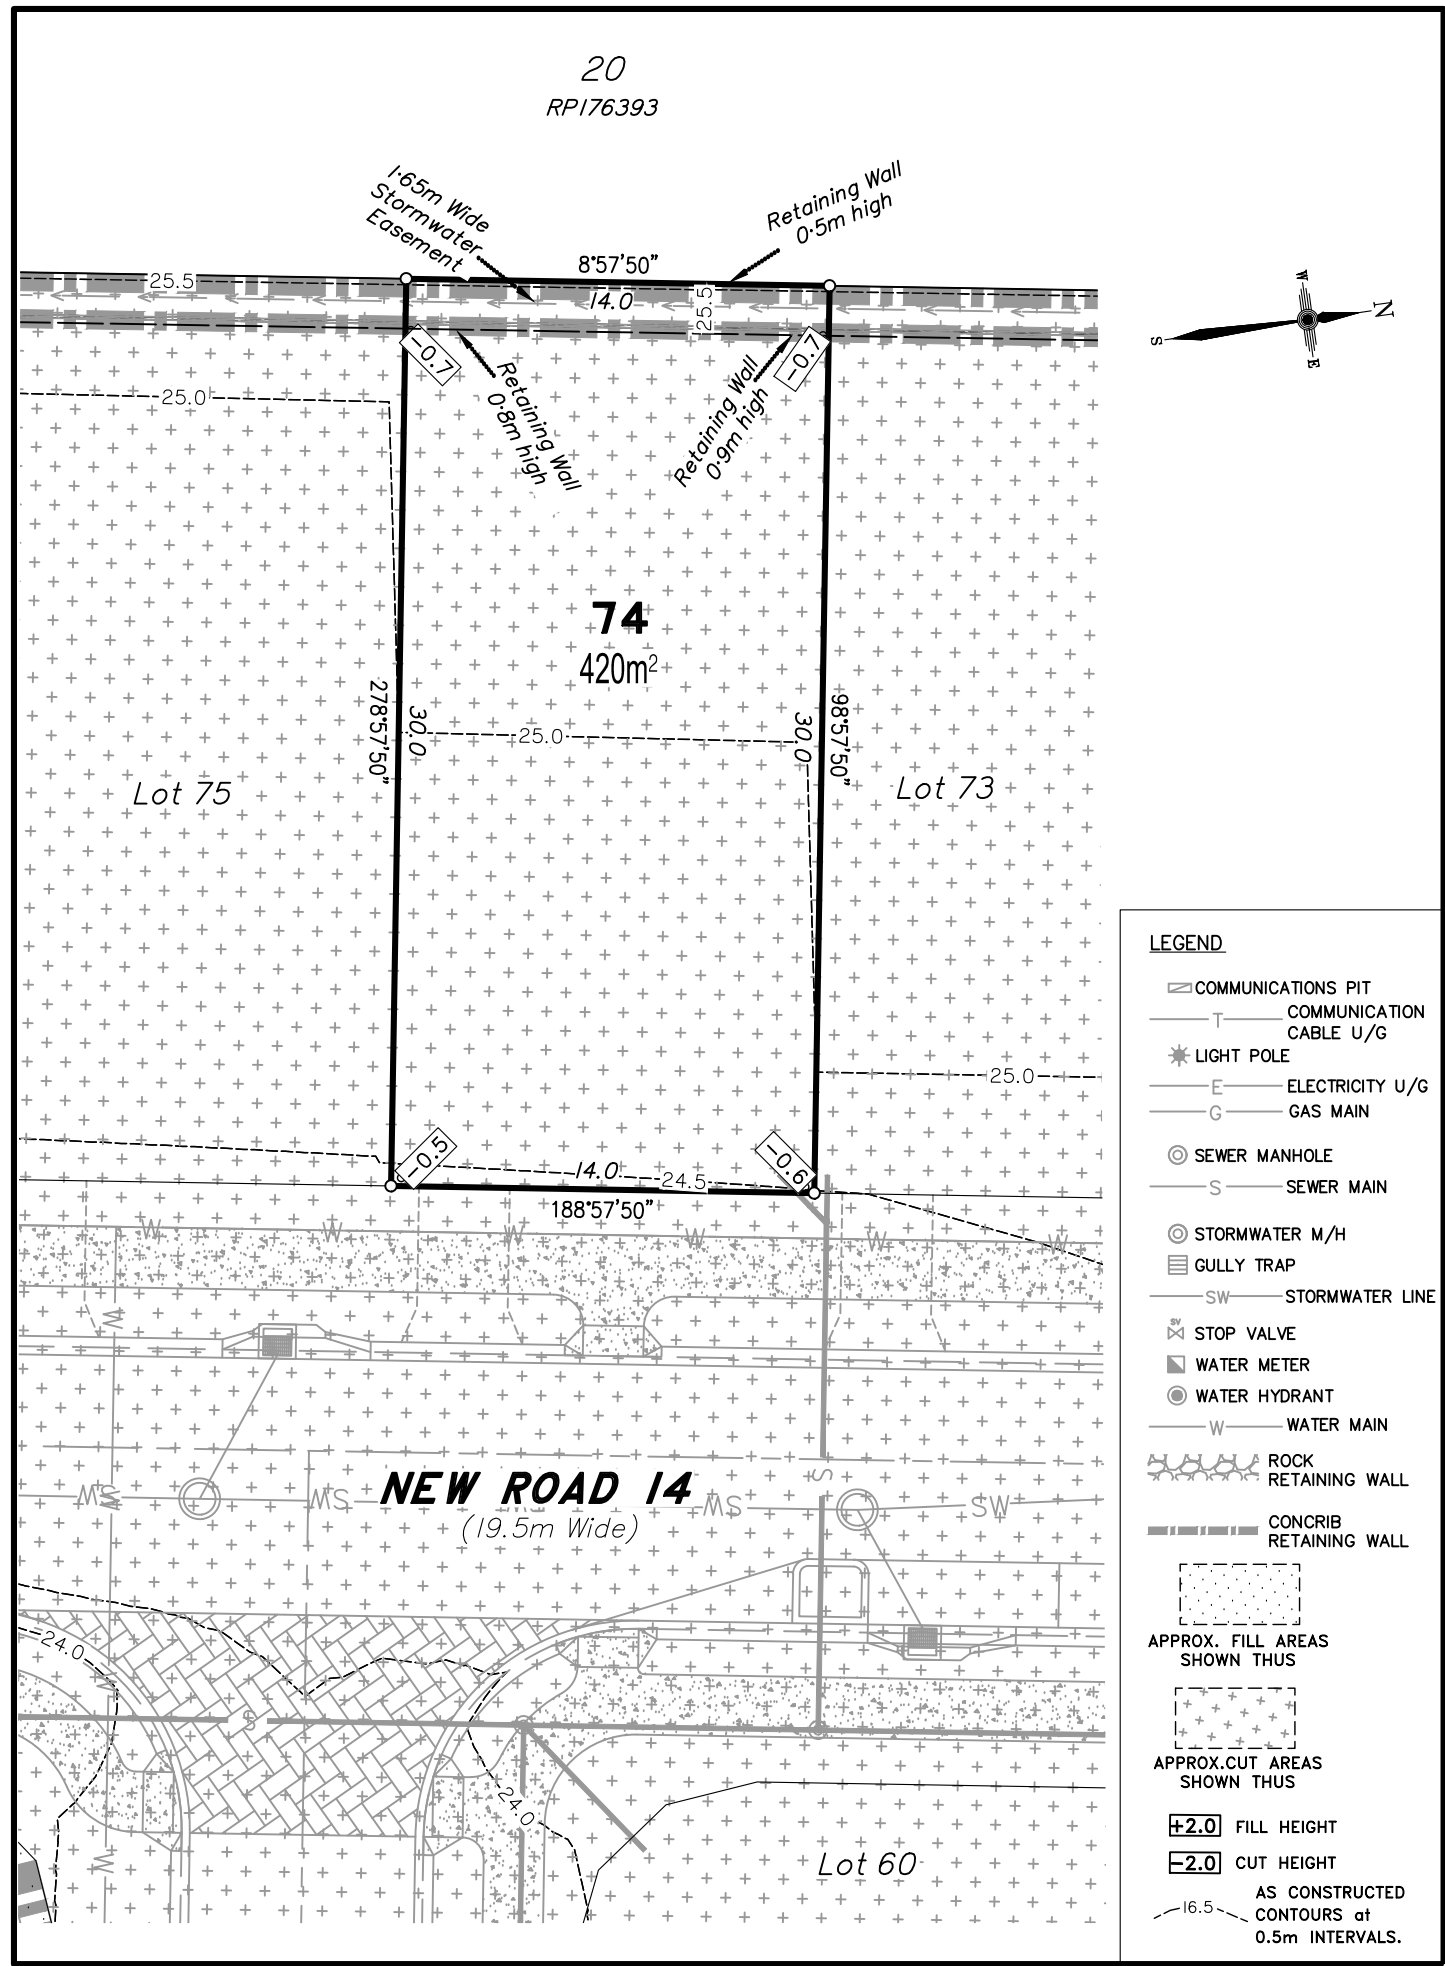 20
RP176393
1·65m Wide
Stormwater
Easement
Retaining Wall
0·5m high
8°57'50"
25.5
14.0
25.5
W
N
S
E
-0.7
-0.7
Retaining Wall
0·8m high
Retaining Wall
0·9m high
25.0
74
420m²
278°57'50"
30.0
25.0
30.0
98°57'50"
Lot 75
Lot 73
25.0
-0.5
-0.6
14.0
24.5
188°57'50"
W
W
W
W
W
W
W
S
MS
W
MS
MS
SW
NEW ROAD 14
(19.5m Wide)
24.0
W
S
24.0
W
Lot 60
LEGEND
COMMUNICATIONS PIT
T
COMMUNICATION
CABLE U/G
LIGHT POLE
E
ELECTRICITY U/G
G
GAS MAIN
SEWER MANHOLE
S
SEWER MAIN
STORMWATER M/H
GULLY TRAP
SW
STORMWATER LINE
SV
STOP VALVE
WATER METER
WATER HYDRANT
W
WATER MAIN
ROCK
RETAINING WALL
CONCRIB
RETAINING WALL
APPROX. FILL AREAS
SHOWN THUS
APPROX.CUT AREAS
SHOWN THUS
+2.0 FILL HEIGHT
-2.0 CUT HEIGHT
16.5
AS CONSTRUCTED
CONTOURS at
0.5m INTERVALS.